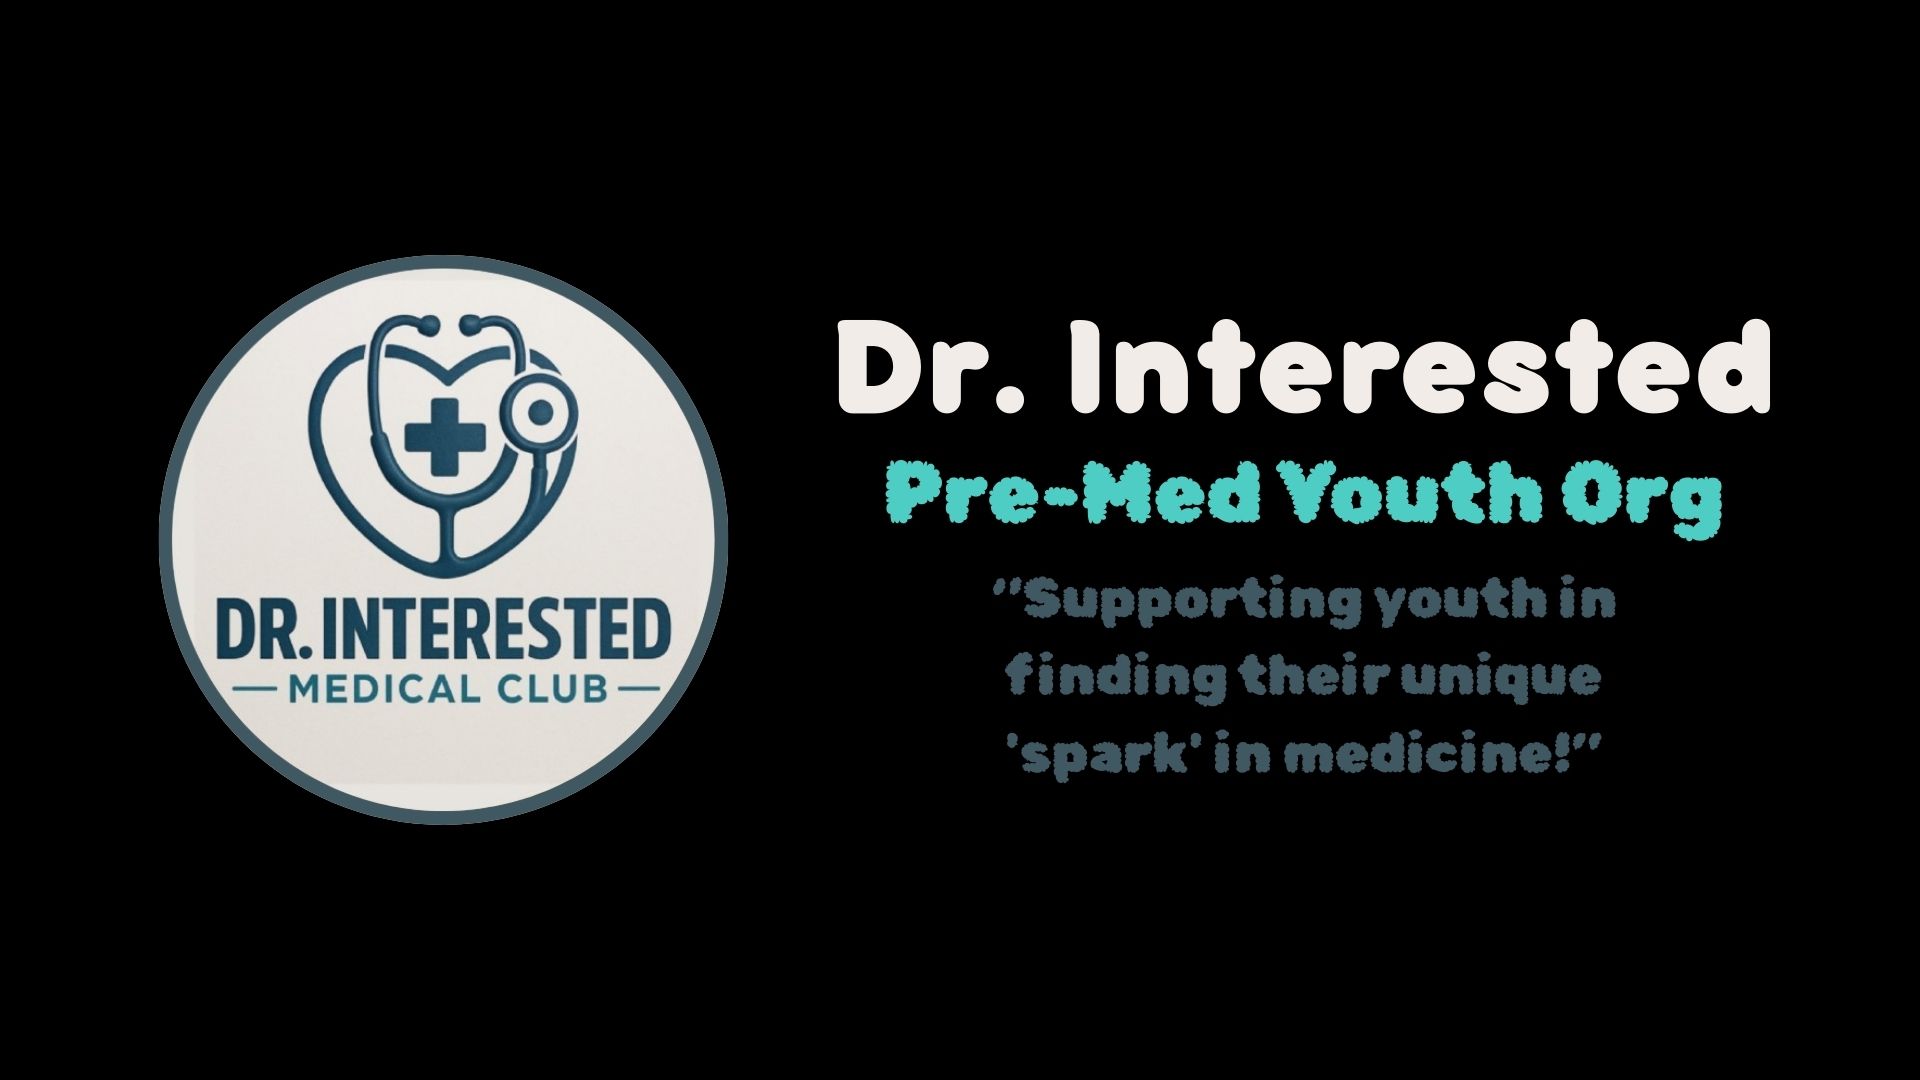 DR. INTERESTED
MEDICAL CLUB
Dr. Interested
Pre-Med Youth Org
"Supporting youth in
finding their unique
'spark' in medicine!"